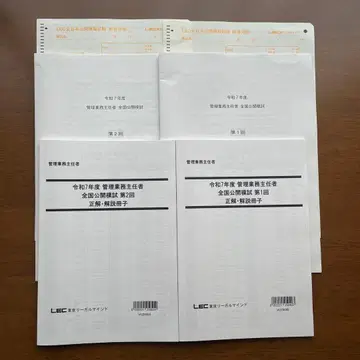 令和7年度
管理業務主任者 全国公開模試
第2回
令和7年度
管理業務主任者 全国公開模試
第1回
管理業務主任者
令和7年度 管理業務主任者
全国公開模試 第2回
正解・解説冊子
LEC東京リーガルマインド
管理業務主任者
令和7年度 管理業務主任者
全国公開模試 第1回
正解・解説冊子
LEC東京リーガルマインド